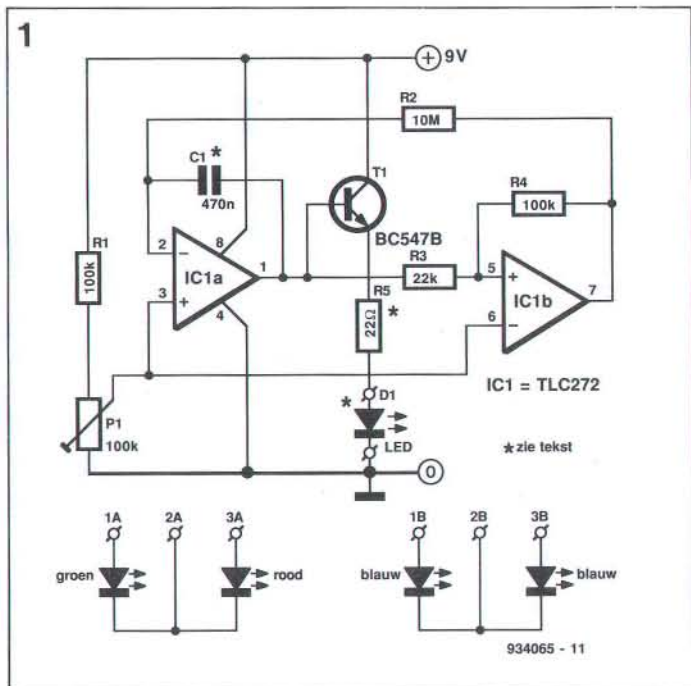 1
+ 9V
R2
10M
C1 *
470n
T1
BC547B
R4
100k
R1
100k
2 −
8
IC1a
1
3 +
4
R3
22k
5 +
IC1b
7
6 −
R5
22Ω *
IC1 = TLC272
P1
100k
D1
*
LED
* zie tekst
0
1A 2A 3A
groen rood
1B 2B 3B
blauw blauw
934065 - 11